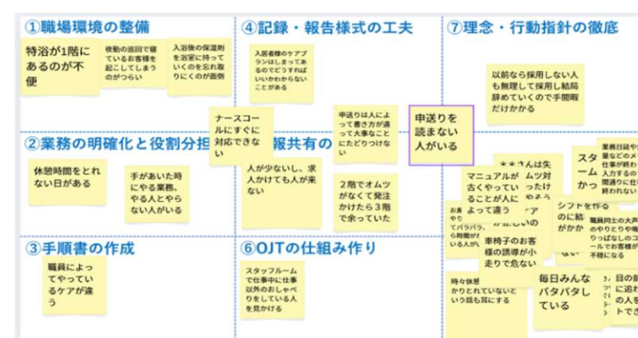 ①職場環境の整備
特浴が1階に
あるのが不
便
夜勤の巡回で寝
ているお客様を
起こしてしまう
のがつらい
入浴後の保湿剤
を浴室に持って
いくのを忘れ取
りにくのが面倒
②業務の明確化と役割分担
休憩時間をとれ
ない日がある
手があいた時
にやる業務、
やる人とやら
ない人がいる
③手順書の作成
職員によっ
てやってい
るケアが違
う
④記録・報告様式の工夫
入居者様のケアプ
ランはしまってあ
るのでどうすれば
いいかわからない
ことがある
ナースコー
ルにすぐに
対応できな
い
申送りは人によ
って書き方が違
って大事なこと
にたどりつけな
い
申送りを
読まない
人がいる
報共有の
人が少ないし、求
人かけても人が来
ない
2階でオムツ
がなくて発注
かけたら3階
で余っていた
⑥OJTの仕組み作り
スタッフルーム
で仕事中に仕事
以外のおしゃべ
りをしている人
を見かける
⑦理念・行動指針の徹底
以前なら採用しない人
も無理して採用し結局
辞めていくので手間暇
だけかかる
マニュアルが
古くやってい
ることが人に
よって違う
車椅子のお客
様の誘導が小
走りで危ない
時々休憩
かりとれていないと
いう話も耳にする
毎日みんな
バタバタし
ている